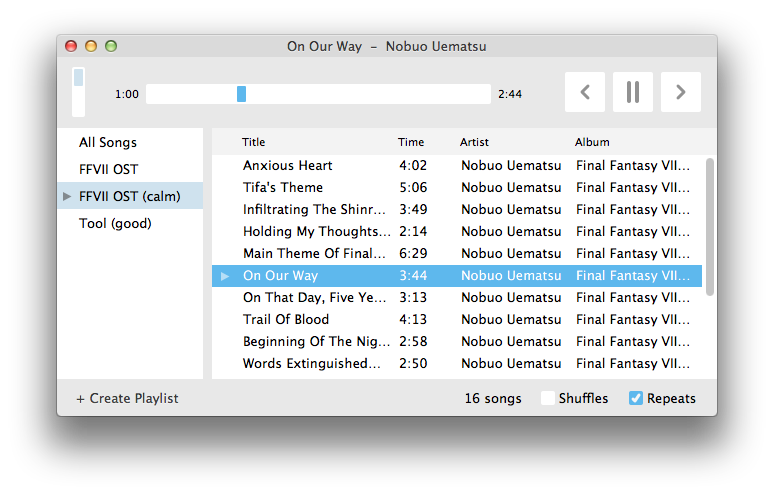 On Our Way – Nobuo Uematsu
1:00 2:44
All Songs
FFVII OST
FFVII OST (calm)
Tool (good)
Title Time Artist Album
Anxious Heart 4:02 Nobuo Uematsu Final Fantasy VII...
Tifa's Theme 5:06 Nobuo Uematsu Final Fantasy VII...
Infiltrating The Shinr... 3:49 Nobuo Uematsu Final Fantasy VII...
Holding My Thoughts... 2:14 Nobuo Uematsu Final Fantasy VII...
Main Theme Of Final... 6:29 Nobuo Uematsu Final Fantasy VII...
On Our Way 3:44 Nobuo Uematsu Final Fantasy VII...
On That Day, Five Ye... 3:13 Nobuo Uematsu Final Fantasy VII...
Trail Of Blood 4:13 Nobuo Uematsu Final Fantasy VII...
Beginning Of The Nig... 2:58 Nobuo Uematsu Final Fantasy VII...
Words Extinguished... 2:50 Nobuo Uematsu Final Fantasy VII...
+ Create Playlist 16 songs Shuffles Repeats